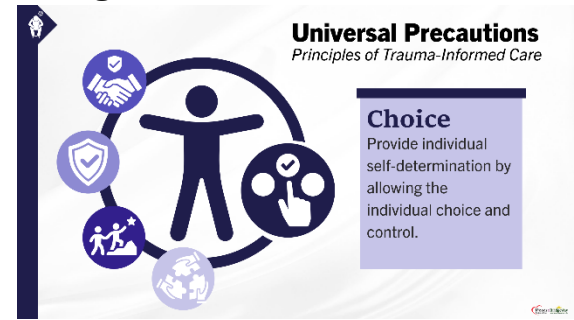 Universal Precautions
Principles of Trauma-Informed Care
Choice
Provide individual
self-determination by
allowing the
individual choice and
control.